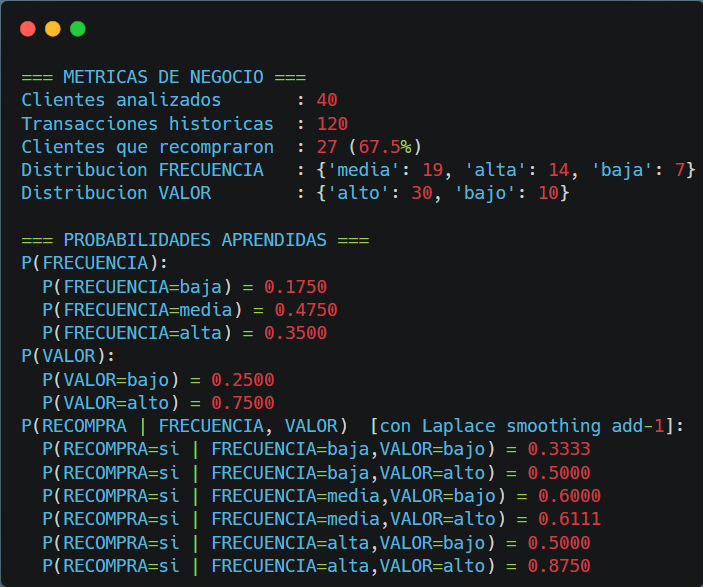 === METRICAS DE NEGOCIO ===
Clientes analizados       : 40
Transacciones historicas  : 120
Clientes que recompraron  : 27 (67.5%)
Distribucion FRECUENCIA   : {'media': 19, 'alta': 14, 'baja': 7}
Distribucion VALOR        : {'alto': 30, 'bajo': 10}

=== PROBABILIDADES APRENDIDAS ===
P(FRECUENCIA):
  P(FRECUENCIA=baja) = 0.1750
  P(FRECUENCIA=media) = 0.4750
  P(FRECUENCIA=alta) = 0.3500
P(VALOR):
  P(VALOR=bajo) = 0.2500
  P(VALOR=alto) = 0.7500
P(RECOMPRA | FRECUENCIA, VALOR)  [con Laplace smoothing add-1]:
  P(RECOMPRA=si | FRECUENCIA=baja,VALOR=bajo) = 0.3333
  P(RECOMPRA=si | FRECUENCIA=baja,VALOR=alto) = 0.5000
  P(RECOMPRA=si | FRECUENCIA=media,VALOR=bajo) = 0.6000
  P(RECOMPRA=si | FRECUENCIA=media,VALOR=alto) = 0.6111
  P(RECOMPRA=si | FRECUENCIA=alta,VALOR=bajo) = 0.5000
  P(RECOMPRA=si | FRECUENCIA=alta,VALOR=alto) = 0.8750